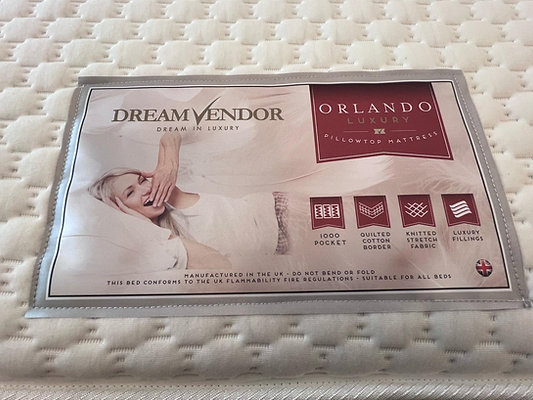 DREAM VENDOR
DREAM IN LUXURY
ORLANDO
LUXURY
PILLOWTOP MATTRESS
1000
POCKET
QUILTED
COTTON
BORDER
KNITTED
STRETCH
FABRIC
LUXURY
FILLINGS
MANUFACTURED IN THE UK - DO NOT BEND OR FOLD
THIS BED CONFORMS TO THE UK FLAMMABILITY FIRE REGULATIONS - SUITABLE FOR ALL BEDS